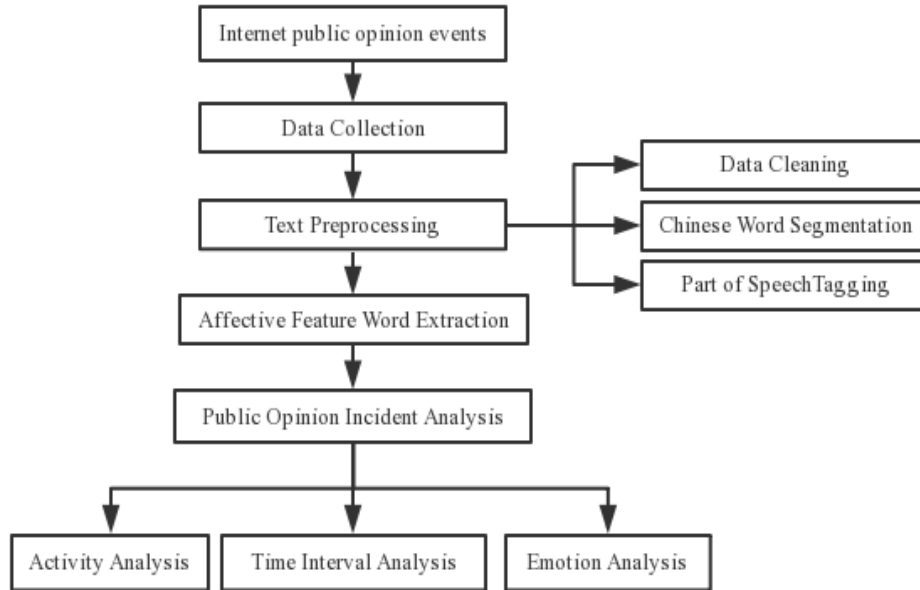 Internet public opinion events
Data Collection
Text Preprocessing
Data Cleaning
Chinese Word Segmentation
Part of SpeechTagging
Affective Feature Word Extraction
Public Opinion Incident Analysis
Activity Analysis
Time Interval Analysis
Emotion Analysis